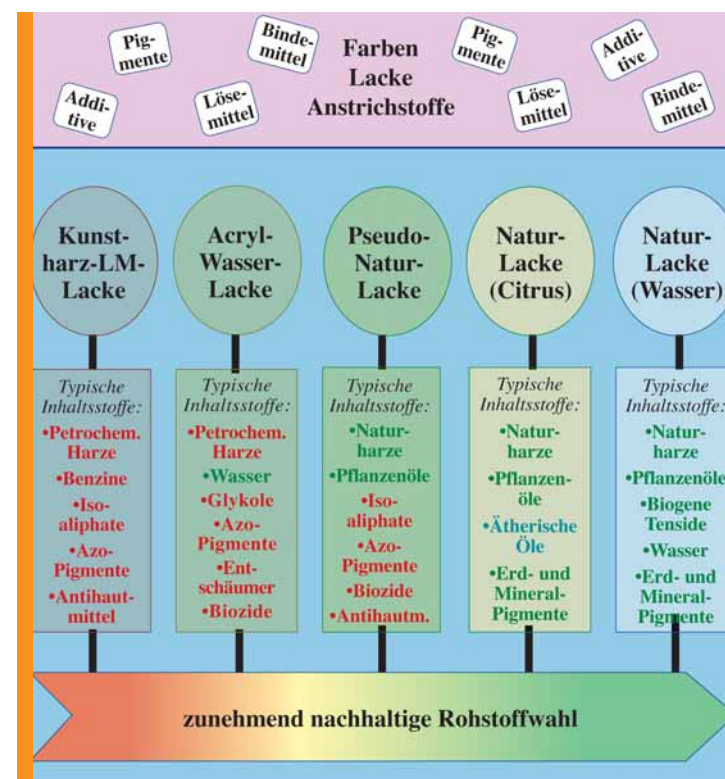 Pig-
mente
Binde-
mittel
Addi-
tive
Löse-
mittel
Farben
Lacke
Anstrichstoffe
Pig-
mente
Addi-
tive
Löse-
mittel
Binde-
mittel
Kunst-
harz-LM-
Lacke
Typische
Inhaltsstoffe:
•Petrochem.
Harze
•Benzine
•Iso-
aliphate
•Azo-
Pigmente
•Antihaut-
mittel
Acryl-
Wasser-
Lacke
Typische
Inhaltsstoffe:
•Petrochem.
Harze
•Wasser
•Glykole
•Azo-
Pigmente
•Ent-
schäumer
•Biozide
Pseudo-
Natur-
Lacke
Typische
Inhaltsstoffe:
•Natur-
harze
•Pflanzenöle
•Iso-
aliphate
•Azo-
Pigmente
•Biozide
•Antihautm.
Natur-
Lacke
(Citrus)
Typische
Inhaltsstoffe:
•Natur-
harze
•Pflanzen-
öle
•Ätherische
Öle
•Erd- und
Mineral-
Pigmente
Natur-
Lacke
(Wasser)
Typische
Inhaltsstoffe:
•Natur-
harze
•Pflanzenöle
•Biogene
Tenside
•Wasser
•Erd- und
Mineral-
Pigmente
zunehmend nachhaltige Rohstoffwahl